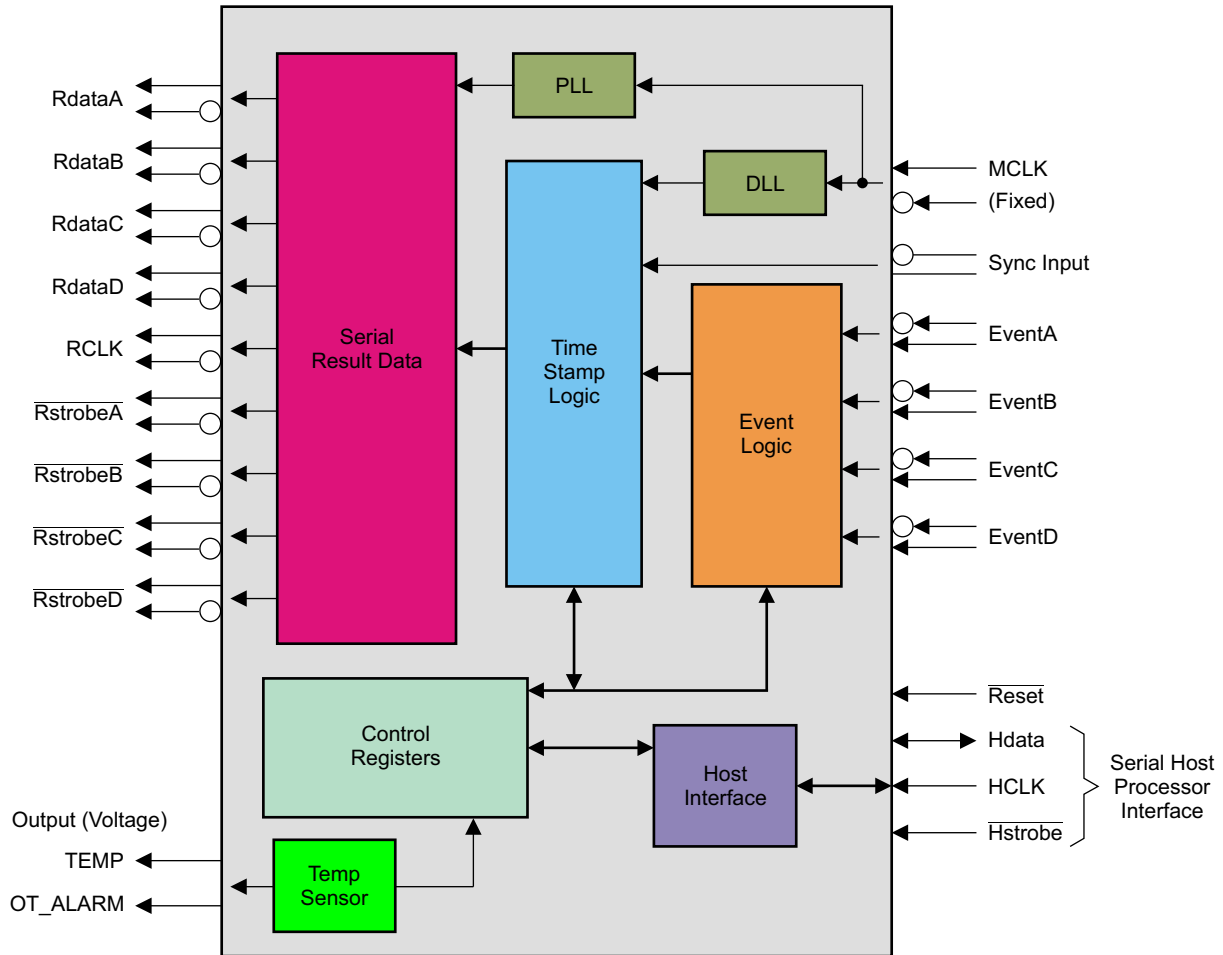 RdataA
RdataB
RdataC
RdataD
RCLK
RstrobeA
RstrobeB
RstrobeC
RstrobeD
Output (Voltage)
TEMP
OT_ALARM
Serial
Result Data
PLL
DLL
Time
Stamp
Logic
Event
Logic
Control
Registers
Host
Interface
Temp
Sensor
MCLK
(Fixed)
Sync Input
EventA
EventB
EventC
EventD
Reset
Hdata
HCLK
Hstrobe
Serial Host
Processor
Interface